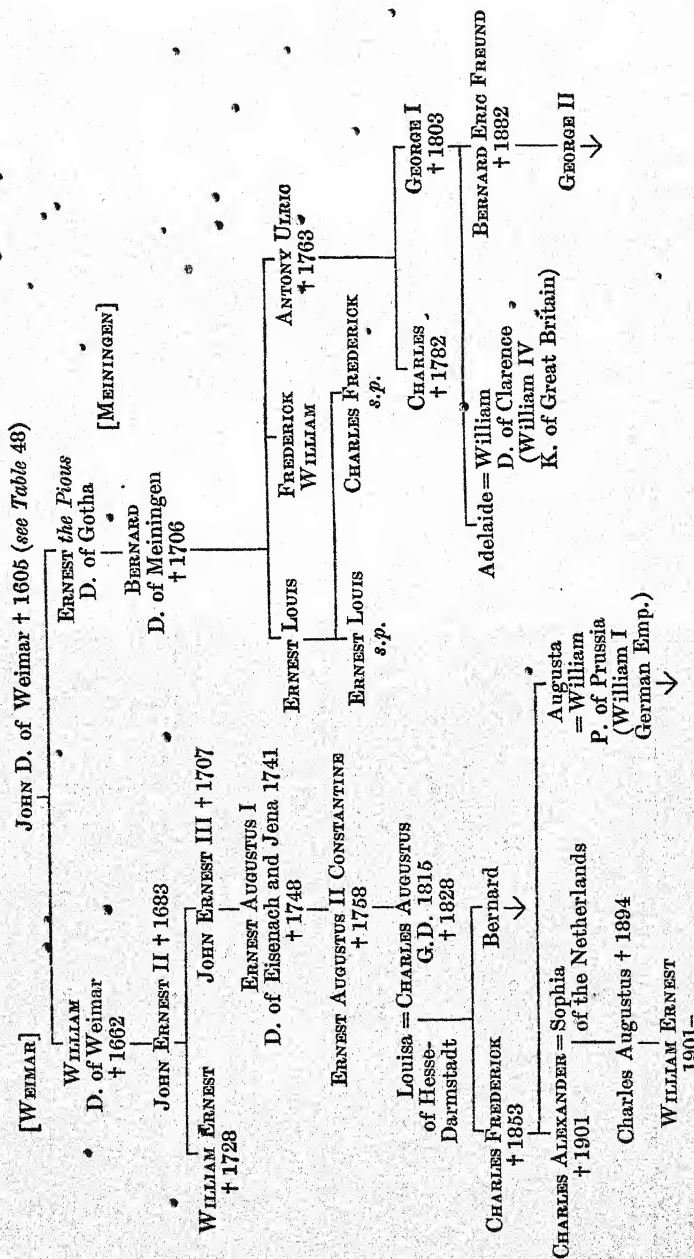 JOHN D. of Weimar † 1605 (see Table 48)
[WEIMAR]
WILLIAM
D. of Weimar
† 1662
JOHN ERNEST II † 1683
WILLIAM ERNEST
† 1728
JOHN ERNEST III † 1707
ERNEST AUGUSTUS I
D. of Eisenach and Jena 1741
† 1748
ERNEST AUGUSTUS II CONSTANTINE
† 1758
Louisa = CHARLES AUGUSTUS
of Hesse- G.D. 1815
Darmstadt † 1828
CHARLES FREDERICK
† 1853
Bernard
CHARLES ALEXANDER = Sophia
† 1901 of the Netherlands
Augusta
= William
P. of Prussia
(William I
German Emp.)
Charles Augustus † 1894
WILLIAM ERNEST
1901-
ERNEST the Pious
D. of Gotha
[MEININGEN]
BERNARD
D. of Meiningen
† 1706
ERNEST LOUIS
FREDERICK
WILLIAM
ANTONY ULRIC
† 1763
ERNEST LOUIS
s.p.
CHARLES FREDERICK
s.p.
CHARLES
† 1782
GEORGE I
† 1803
Adelaide = William
D. of Clarence
(William IV
K. of Great Britain)
BERNARD ERIC FREUND
† 1882
GEORGE II